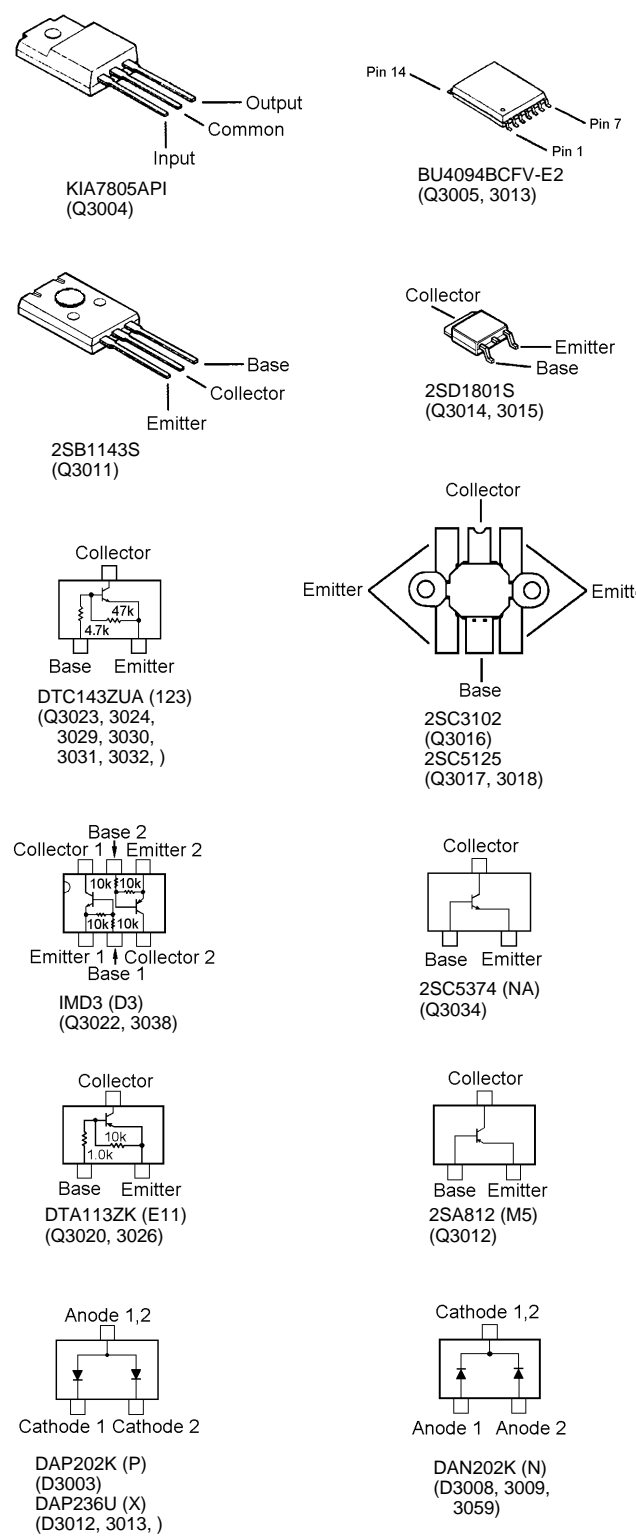 Output
Common
Input
KIA7805API
(Q3004)
Pin 14
Pin 7
Pin 1
BU4094BCFV-E2
(Q3005, 3013)
Base
Collector
Emitter
2SB1143S
(Q3011)
Collector
Emitter
Base
2SD1801S
(Q3014, 3015)
Collector
47k
4.7k
Base Emitter
DTC143ZUA (123)
(Q3023, 3024,
3029, 3030,
3031, 3032, )
Collector
Emitter
Emitte
Base
2SC3102
(Q3016)
2SC5125
(Q3017, 3018)
Base 2
Collector 1 Emitter 2
10k 10k
10k 10k
Emitter 1 Collector 2
Base 1
IMD3 (D3)
(Q3022, 3038)
Collector
Base Emitter
2SC5374 (NA)
(Q3034)
Collector
10k
1.0k
Base Emitter
DTA113ZK (E11)
(Q3020, 3026)
Collector
Base Emitter
2SA812 (M5)
(Q3012)
Anode 1,2
Cathode 1 Cathode 2
DAP202K (P)
(D3003)
DAP236U (X)
(D3012, 3013, )
Cathode 1,2
Anode 1 Anode 2
DAN202K (N)
(D3008, 3009,
3059)